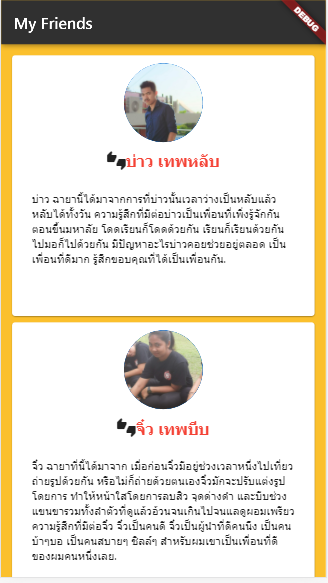 My Friends
DEBUG
บ่าว เทพหลับ
บ่าว ฉายานี้ได้มาจากการที่บ่าวนั้นเวลาว่างเป็นหลับแล้ว
หลับได้ทั้งวัน ความรู้สึกที่มีต่อบ่าวเป็นเพื่อนที่เพิ่งรู้จักกัน
ตอนขึ้นมหาลัย โดดเรียนก็โดดด้วยกัน เรียนก็เรียนด้วยกัน
ไปมอก็ไปด้วยกัน มีปัญหาอะไรบ่าวคอยช่วยอยู่ตลอด เป็น
เพื่อนที่ดีมาก รู้สึกขอบคุณที่ได้เป็นเพื่อนกัน.
จิ๋ว เทพบีบ
จิ๋ว ฉายาที่นี้ได้มาจาก เมื่อก่อนจิ๋วมีอยู่ช่วงเวลาหนึ่งไปเที่ยว
ถ่ายรูปด้วยกัน หรือไม่ก็ถ่ายด้วยตนเองจิ๋วมักจะปรับแต่งรูป
โดยการ ทำให้หน้าใสโดยการลบสิว จุดด่างดำ และบีบช่วง
แขนขารวมทั้งลำตัวที่ดูแล้วอ้วนจนเกินไปจนแลดูผอมเพรียว
ความรู้สึกที่มีต่อจิ๋ว จิ๋วเป็นคนดี จิ๋วเป็นผู้นำที่ดีคนนึง เป็นคน
บ้าๆบอ เป็นคนสบายๆ ชิลล์ๆ สำหรับผมเขาเป็นเพื่อนที่ดี
ของผมคนหนึ่งเลย.